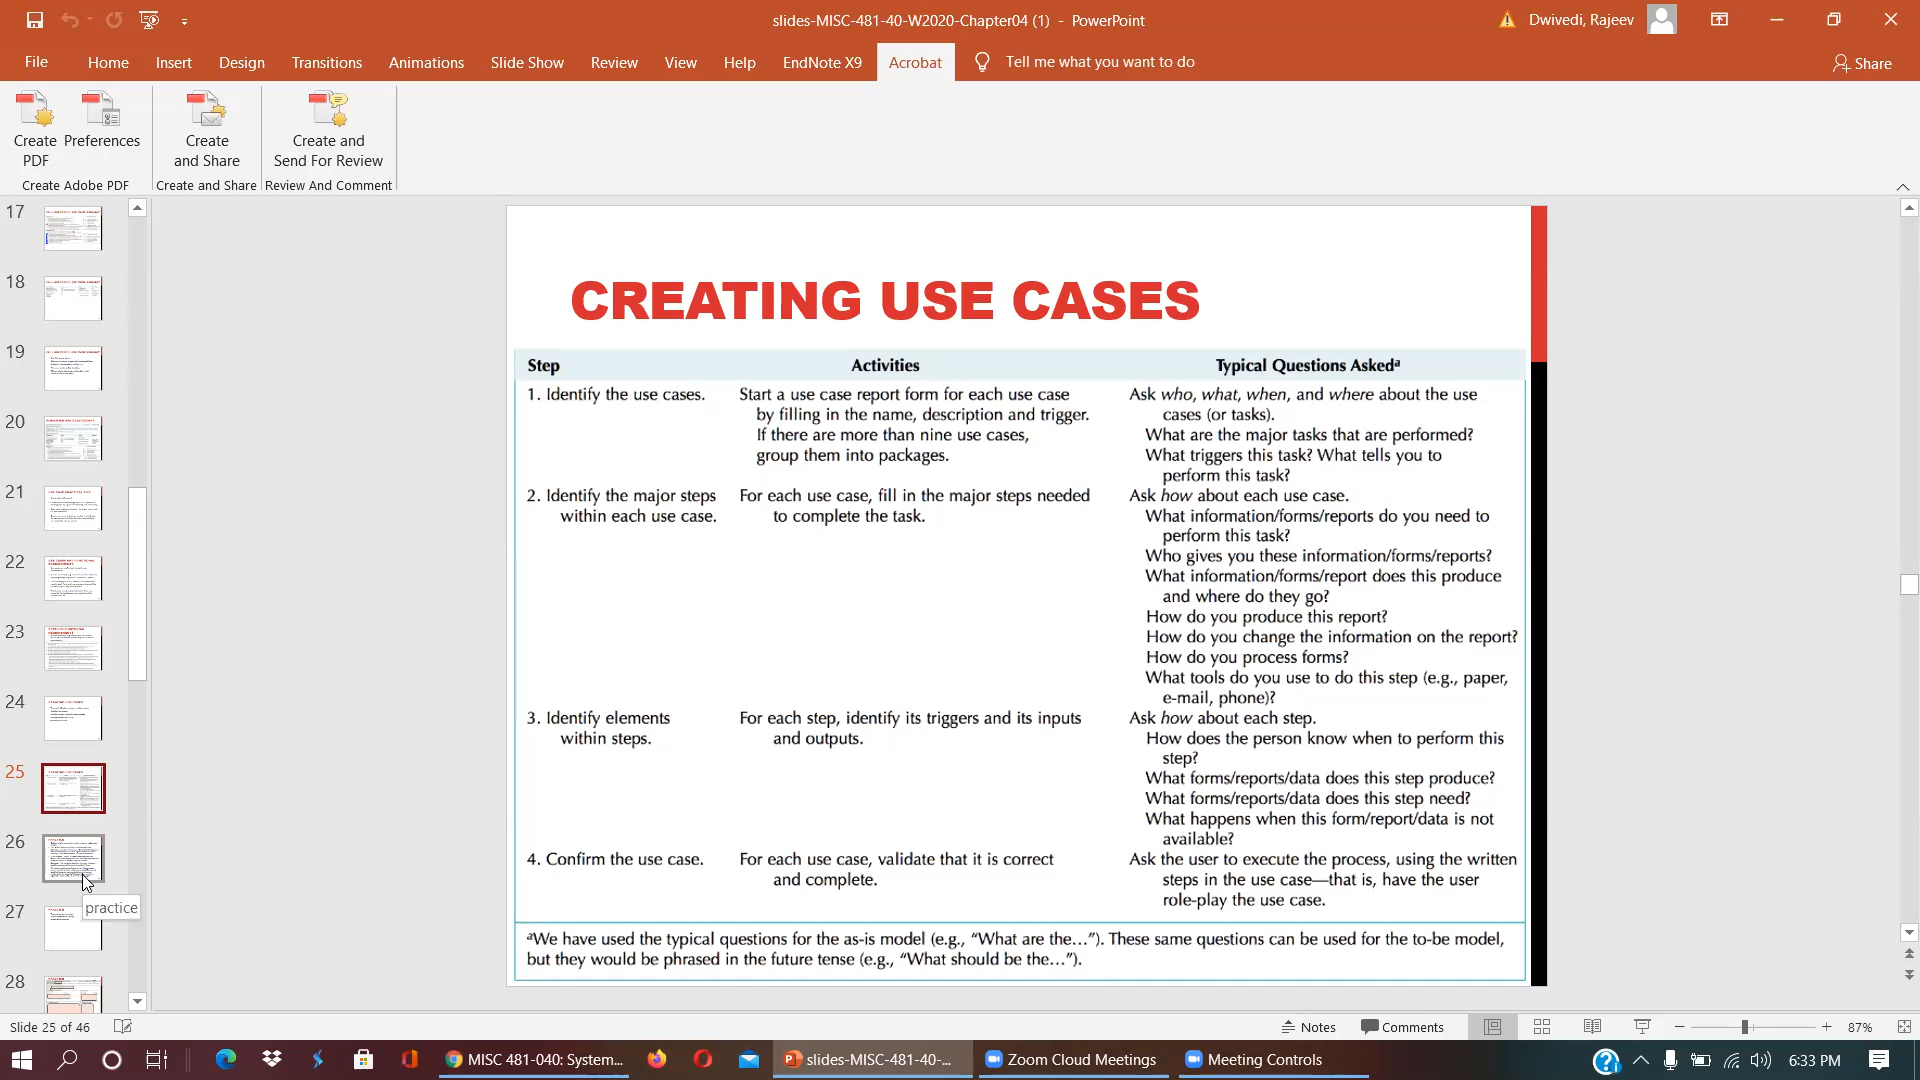 slides-MISC-481-40-W2020-Chapter04 (1) - PowerPoint
Dwivedi, Rajeev
File Home Insert Design Transitions Animations Slide Show Review View Help EndNote X9 Acrobat Tell me what you want to do Share
Create PDF
Preferences
Create and Share
Create and Send For Review
Create Adobe PDF Create and Share Review And Comment
17
18
19
20
21
22
23
24
25
26
practice
27
28
CREATING USE CASES
Step Activities Typical Questions Askedᵃ
1. Identify the use cases.
Start a use case report form for each use case
by filling in the name, description and trigger.
If there are more than nine use cases,
group them into packages.
Ask who, what, when, and where about the use
cases (or tasks).
What are the major tasks that are performed?
What triggers this task? What tells you to
perform this task?
2. Identify the major steps
within each use case.
For each use case, fill in the major steps needed
to complete the task.
Ask how about each use case.
What information/forms/reports do you need to
perform this task?
Who gives you these information/forms/reports?
What information/forms/report does this produce
and where do they go?
How do you produce this report?
How do you change the information on the report?
How do you process forms?
What tools do you use to do this step (e.g., paper,
e-mail, phone)?
3. Identify elements
within steps.
For each step, identify its triggers and its inputs
and outputs.
Ask how about each step.
How does the person know when to perform this
step?
What forms/reports/data does this step produce?
What forms/reports/data does this step need?
What happens when this form/report/data is not
available?
4. Confirm the use case.
For each use case, validate that it is correct
and complete.
Ask the user to execute the process, using the written
steps in the use case—that is, have the user
role-play the use case.
ᵃWe have used the typical questions for the as-is model (e.g., “What are the…”). These same questions can be used for the to-be model,
but they would be phrased in the future tense (e.g., “What should be the…”).
Slide 25 of 46
Notes Comments 87%
MISC 481-040: System... slides-MISC-481-40-... Zoom Cloud Meetings Meeting Controls 6:33 PM